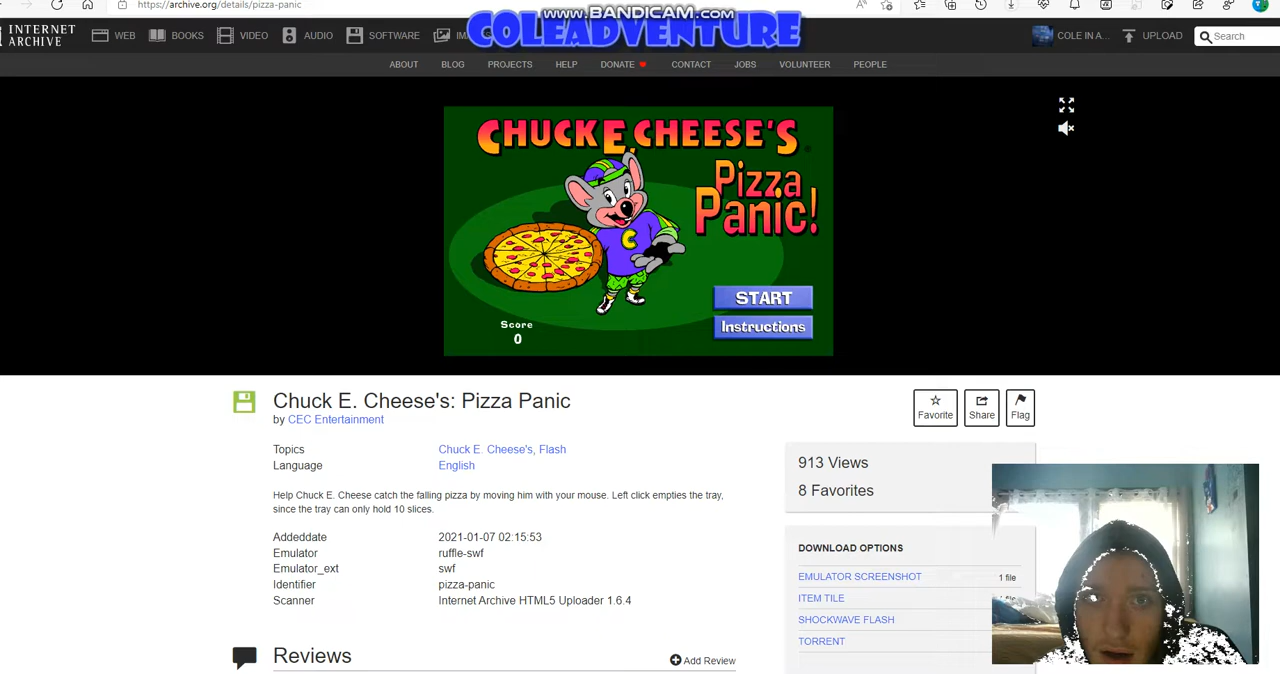 https://archive.org/details/pizza-panic
www.BANDICAM.com
COLEADVENTURE
INTERNET ARCHIVE
WEB BOOKS VIDEO AUDIO SOFTWARE COLE IN A... UPLOAD Search
ABOUT BLOG PROJECTS HELP DONATE CONTACT JOBS VOLUNTEER PEOPLE
CHUCK E. CHEESE'S
Pizza
Panic!
START
Instructions
Score
0
Chuck E. Cheese's: Pizza Panic
by CEC Entertainment
Favorite Share Flag
Topics Chuck E. Cheese's, Flash
Language English
913 Views
8 Favorites
Help Chuck E. Cheese catch the falling pizza by moving him with your mouse. Left click empties the tray,
since the tray can only hold 10 slices.
Addeddate 2021-01-07 02:15:53
Emulator ruffle-swf
Emulator_ext swf
Identifier pizza-panic
Scanner Internet Archive HTML5 Uploader 1.6.4
DOWNLOAD OPTIONS
EMULATOR SCREENSHOT 1 file
ITEM TILE
SHOCKWAVE FLASH
TORRENT
Reviews
Add Review